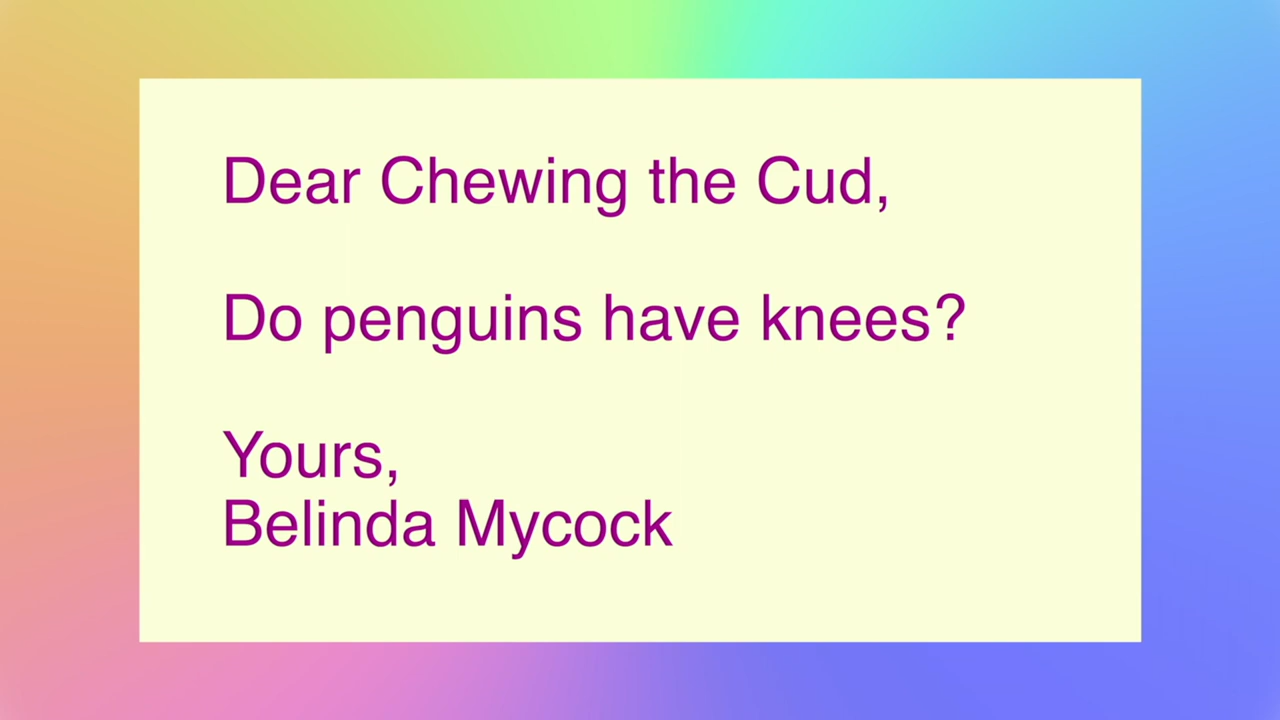 Dear Chewing the Cud,
Do penguins have knees?
Yours,
Belinda Mycock